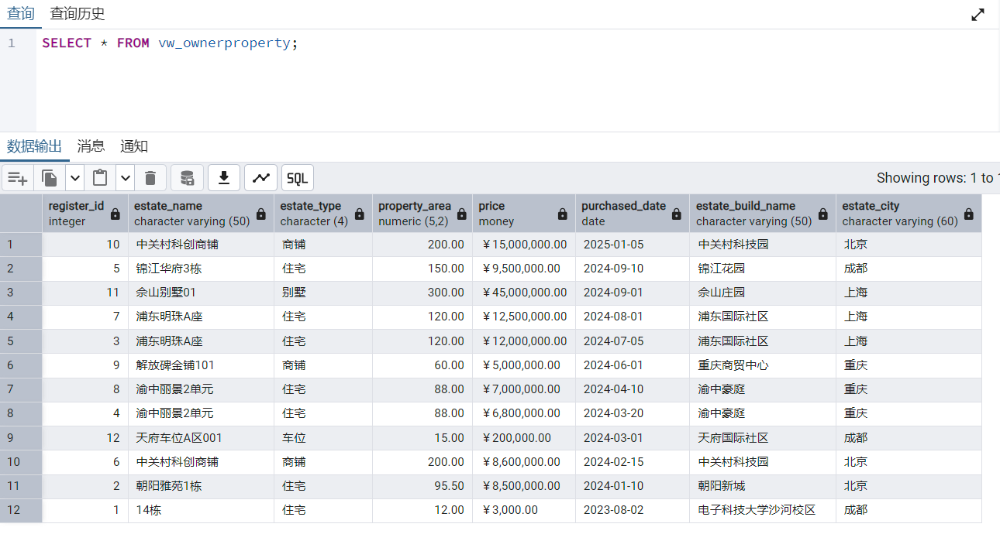 查询 查询历史
1 SELECT * FROM vw_ownerproperty;
数据输出 消息 通知
SQL Showing rows: 1 to
register_id estate_name estate_type property_area price purchased_date estate_build_name estate_city
integer character varying (50) character (4) numeric (5,2) money date character varying (50) character varying (60)
1 10 中关村科创商铺 商铺 200.00 ¥15,000,000.00 2025-01-05 中关村科技园 北京
2 5 锦江华府3栋 住宅 150.00 ¥9,500,000.00 2024-09-10 锦江花园 成都
3 11 佘山别墅01 别墅 300.00 ¥45,000,000.00 2024-09-01 佘山庄园 上海
4 7 浦东明珠A座 住宅 120.00 ¥12,500,000.00 2024-08-01 浦东国际社区 上海
5 3 浦东明珠A座 住宅 120.00 ¥12,000,000.00 2024-07-05 浦东国际社区 上海
6 9 解放碑金铺101 商铺 60.00 ¥5,000,000.00 2024-06-01 重庆商贸中心 重庆
7 8 渝中丽景2单元 住宅 88.00 ¥7,000,000.00 2024-04-10 渝中豪庭 重庆
8 4 渝中丽景2单元 住宅 88.00 ¥6,800,000.00 2024-03-20 渝中豪庭 重庆
9 12 天府车位A区001 车位 15.00 ¥200,000.00 2024-03-01 天府国际社区 成都
10 6 中关村科创商铺 商铺 200.00 ¥8,600,000.00 2024-02-15 中关村科技园 北京
11 2 朝阳雅苑1栋 住宅 95.50 ¥8,500,000.00 2024-01-10 朝阳新城 北京
12 1 14栋 住宅 12.00 ¥3,000.00 2023-08-02 电子科技大学沙河校区 成都